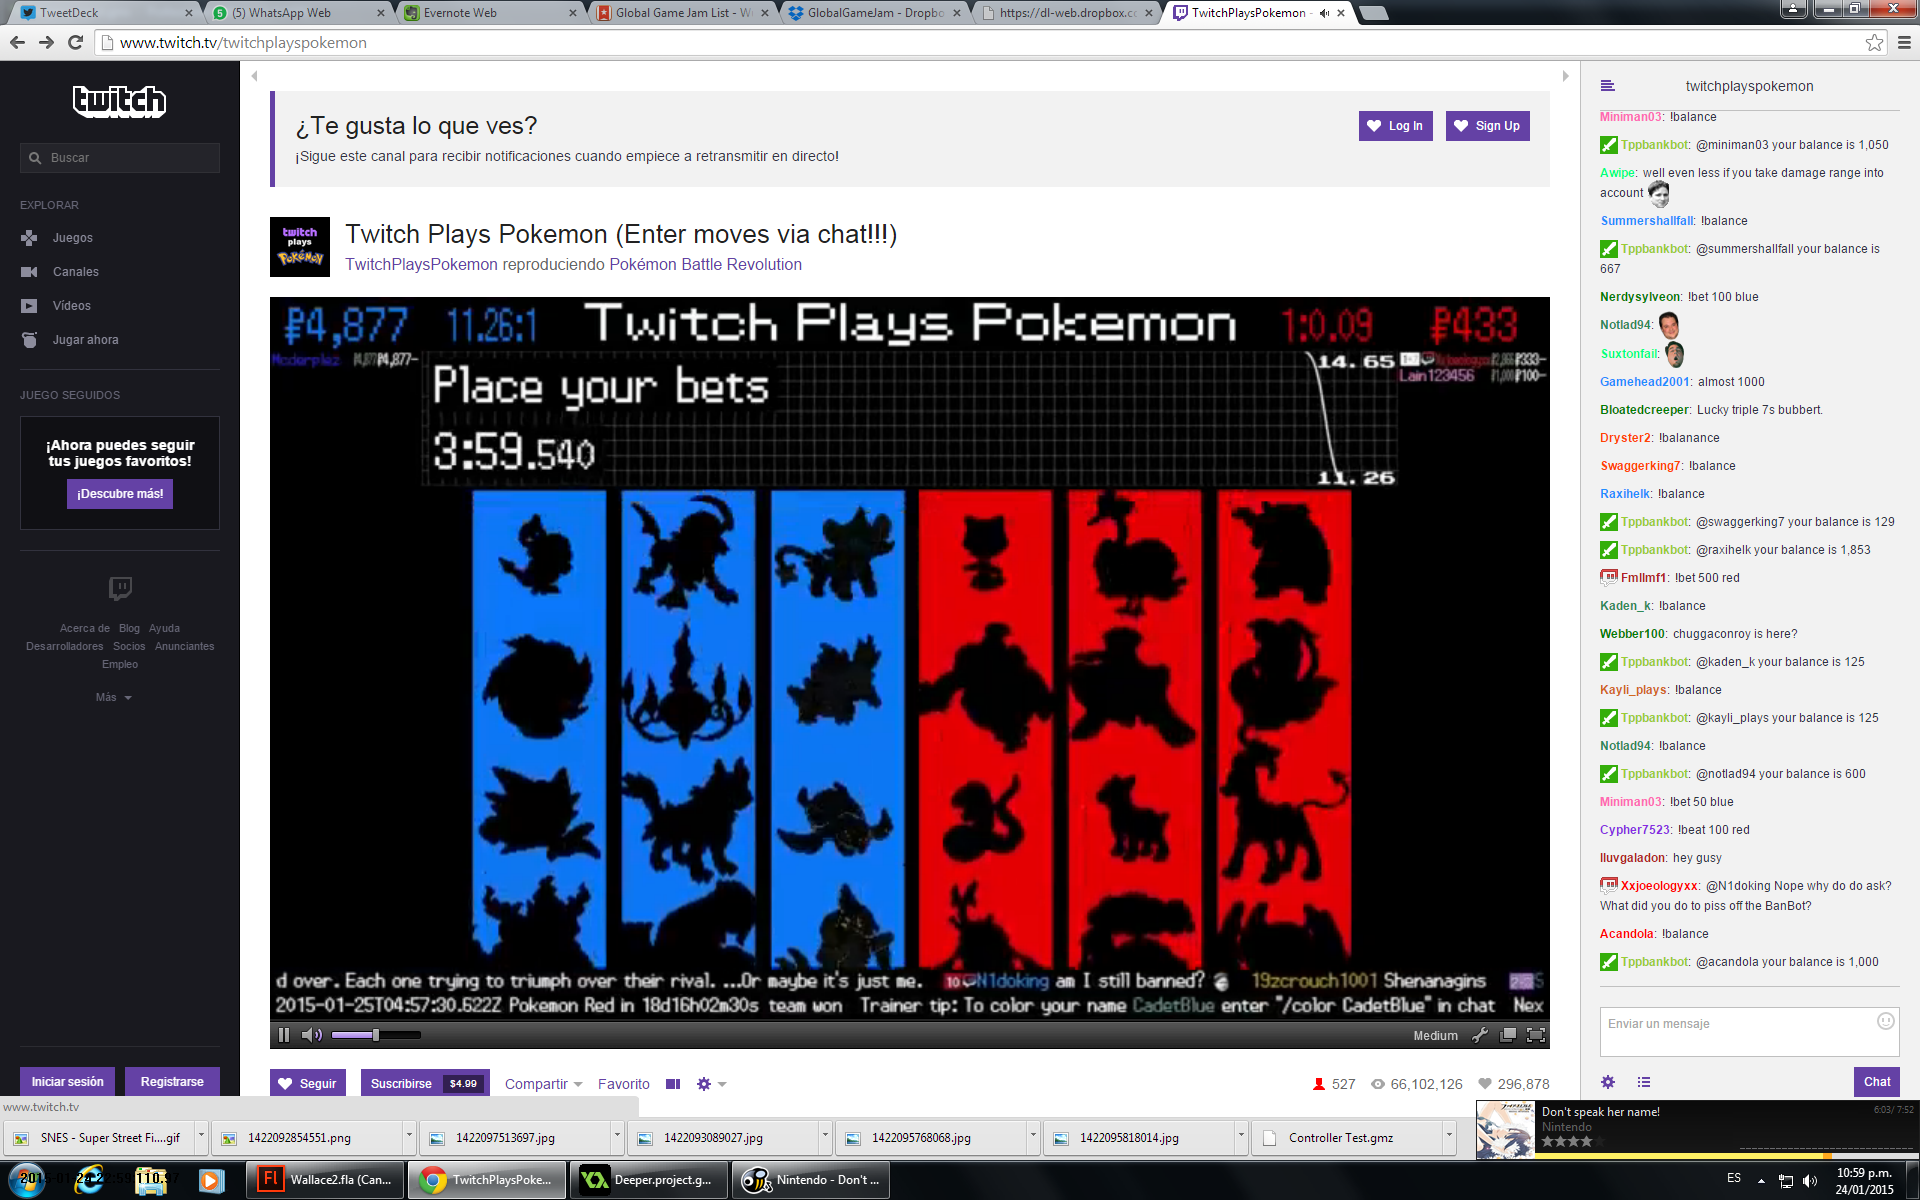 TweetDeck
(5) WhatsApp Web
Evernote Web
Global Game Jam List - W
GlobalGameJam - Dropbo
https://dl-web.dropbox.c
TwitchPlaysPokemon -
www.twitch.tv/twitchplayspokemon
twitch
Buscar
EXPLORAR
Juegos
Canales
Vídeos
Jugar ahora
JUEGO SEGUIDOS
¡Ahora puedes seguir
tus juegos favoritos!
¡Descubre más!
Acerca de Blog Ayuda
Desarrolladores Socios Anunciantes
Empleo
Más
Iniciar sesión Registrarse
www.twitch.tv
¿Te gusta lo que ves?
¡Sigue este canal para recibir notificaciones cuando empiece a retransmitir en directo!
Log In
Sign Up
twitch
plays
POKéMON
Twitch Plays Pokemon (Enter moves via chat!!!)
TwitchPlaysPokemon reproduciendo Pokémon Battle Revolution
₽4,877 11.26:1 Twitch Plays Pokemon 1:0.09 ₽433
₽4,877-
14.65
₽333-
Lain123456 ₽100-
Place your bets
3:59.540
11.26
d over. Each one trying to triumph over their rival. ...Or maybe it's just me. N1doking am I still banned? 19zcrouch1001 Shenanagins
2015-01-25T04:57:30.622Z Pokemon Red in 18d16h02m30s team won Trainer tip: To color your name CadetBlue enter "/color CadetBlue" in chat Nex
Medium
Seguir
Suscribirse $4.99
Compartir
Favorito
527
66,102,126
296,878
twitchplayspokemon
Miniman03: !balance
Tppbankbot: @miniman03 your balance is 1,050
Awipe: well even less if you take damage range into
account
Summershallfall: !balance
Tppbankbot: @summershallfall your balance is
667
Nerdysylveon: !bet 100 blue
Notlad94:
Suxtonfail:
Gamehead2001: almost 1000
Bloatedcreeper: Lucky triple 7s bubbert.
Dryster2: !balanance
Swaggerking7: !balance
Raxihelk: !balance
Tppbankbot: @swaggerking7 your balance is 129
Tppbankbot: @raxihelk your balance is 1,853
Fmllmf1: !bet 500 red
Kaden_k: !balance
Webber100: chuggaconroy is here?
Tppbankbot: @kaden_k your balance is 125
Kayli_plays: !balance
Tppbankbot: @kayli_plays your balance is 125
Notlad94: !balance
Tppbankbot: @notlad94 your balance is 600
Miniman03: !bet 50 blue
Cypher7523: !beat 100 red
Iluvgaladon: hey gusy
Xxjoeologyxx: @N1doking Nope why do do ask?
What did you do to piss off the BanBot?
Acandola: !balance
Tppbankbot: @acandola your balance is 1,000
Enviar un mensaje
Chat
Don't speak her name!
Nintendo
6:03/ 7:52
SNES - Super Street Fi....gif
1422092854551.png
1422097513697.jpg
1422093089027.jpg
1422095768068.jpg
1422095818014.jpg
Controller Test.gmz
Wallace2.fla (Can...
TwitchPlaysPoke...
Deeper.project.g...
Nintendo - Don't ...
ES
10:59 p.m.
24/01/2015